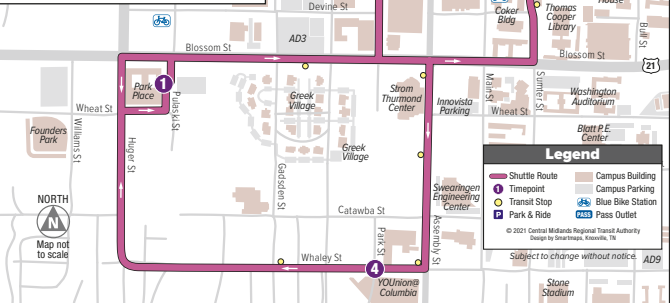 Devine St
Coker
Bldg
Thomas
Cooper
Library
House
Bull St
AD3
Blossom St
Blossom St
21
Park
Place
1
Pulaski St
Greek
Village
Strom
Thurmond
Center
Innovista
Parking
Main St
Sumter St
Washington
Auditorium
Wheat St
Wheat St
Founders
Park
Williams St
Huger St
Greek
Village
Blatt P.E.
Center
Legend
Shuttle Route
Campus Building
1 Timepoint
Campus Parking
Transit Stop
Blue Bike Station
P Park & Ride
PASS Pass Outlet
© 2021 Central Midlands Regional Transit Authority
Design by Smartmaps, Knoxville, TN
Subject to change without notice.
Gadsden St
Swearingen
Engineering
Center
Catawba St
NORTH
N
Map not
to scale
Park St
Assembly St
Whaley St
4
YOUnion@
Columbia
Stone
Stadium
AD9